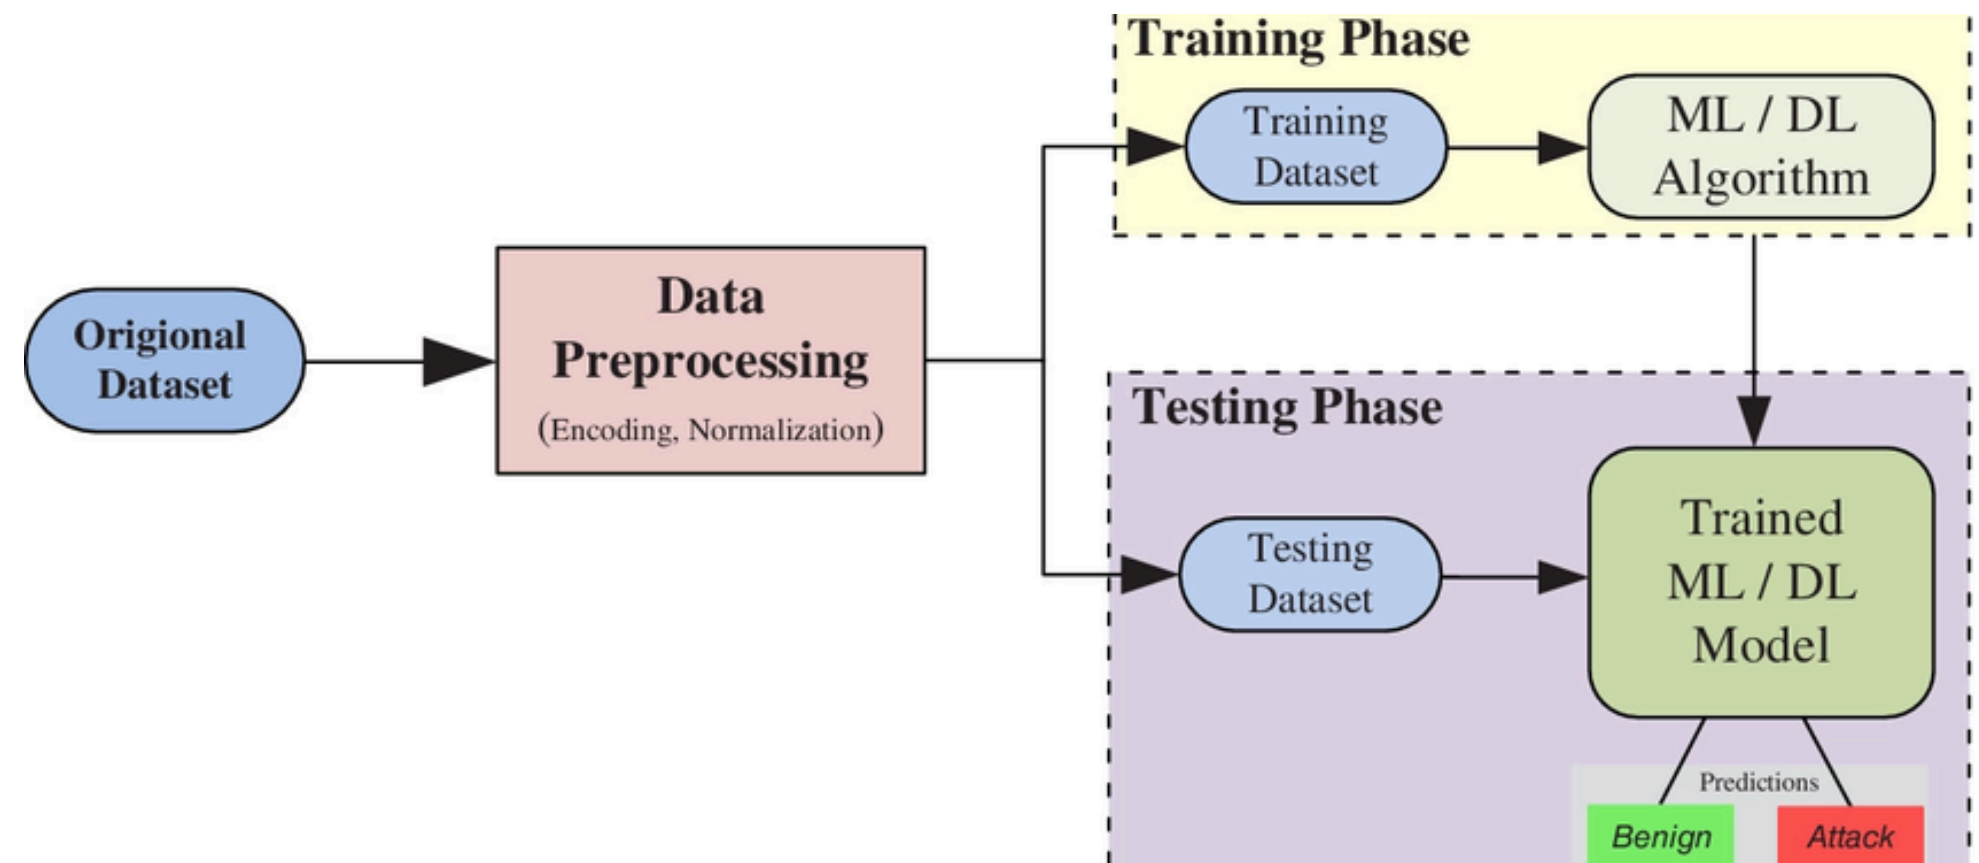 Training Phase
Training
Dataset
ML / DL
Algorithm
Origional
Dataset
Data
Preprocessing
(Encoding, Normalization)
Testing Phase
Testing
Dataset
Trained
ML / DL
Model
Predictions
Benign
Attack